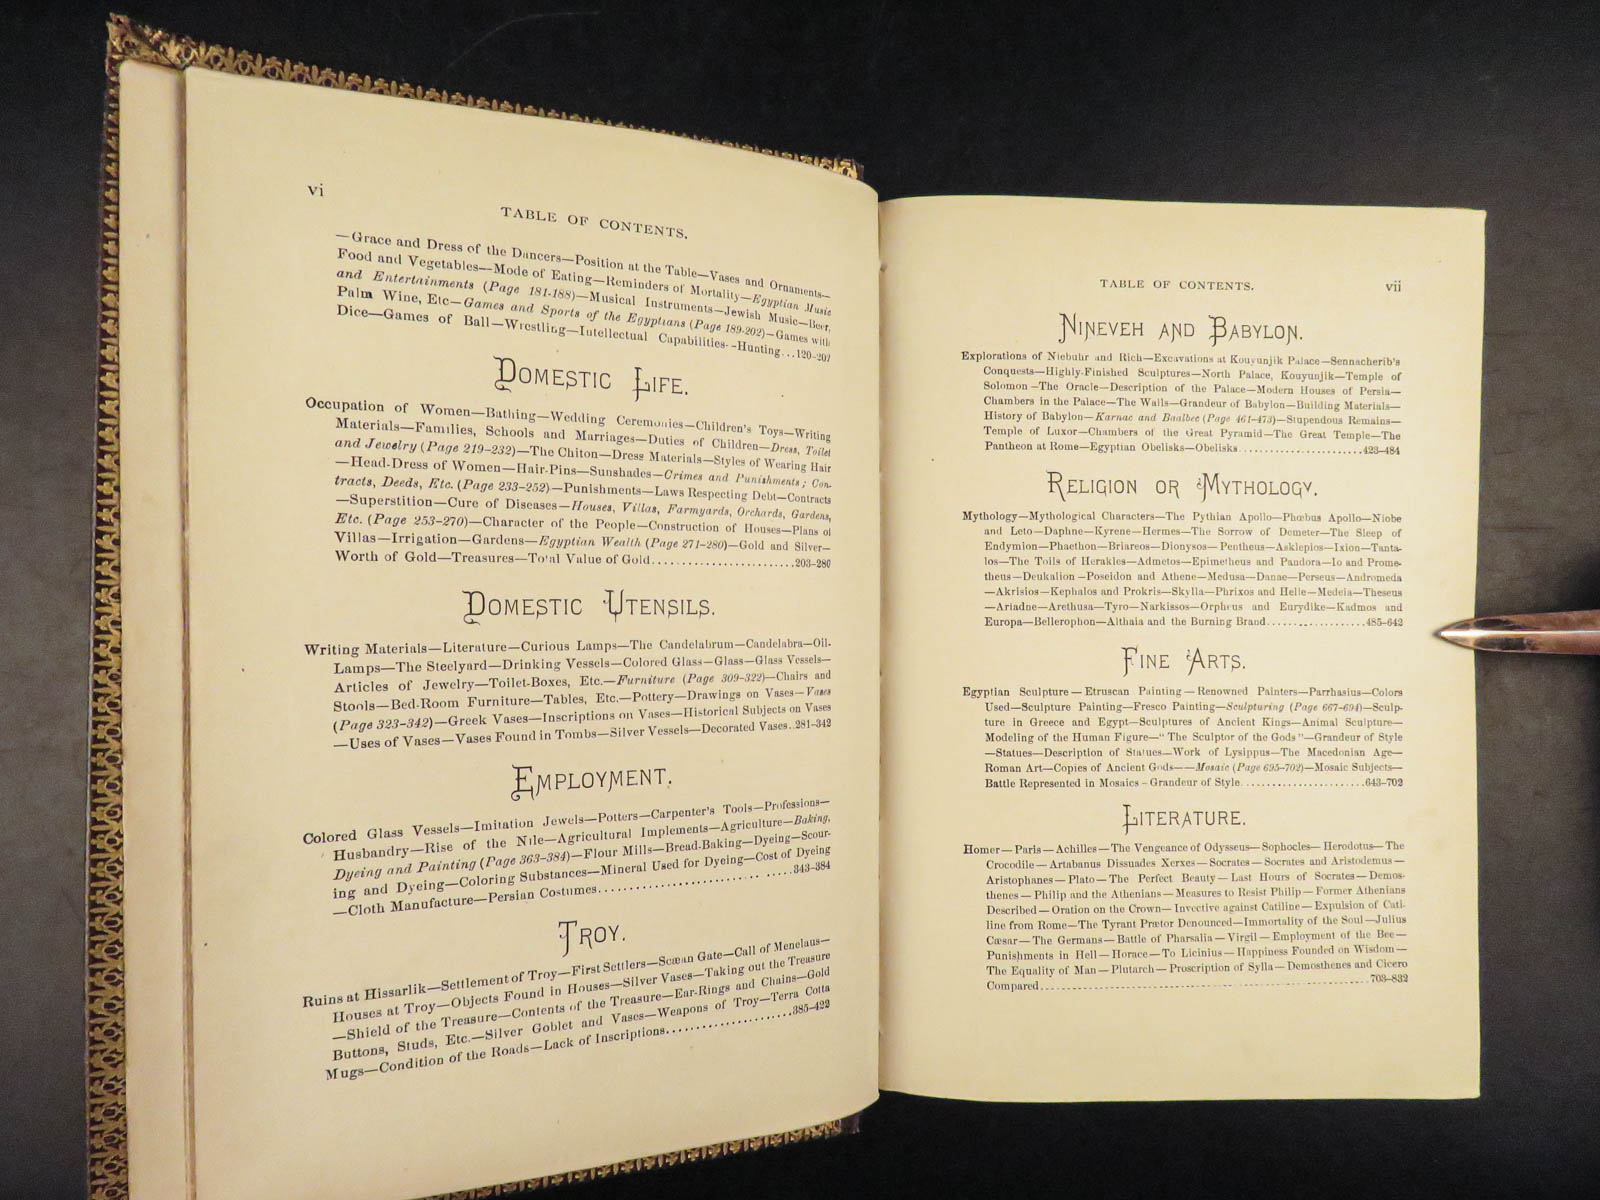 vi
TABLE OF CONTENTS.
—Grace and Dress of the Dancers—Position at the Table—Vases and Ornaments—
Food and Vegetables—Mode of Eating—Reminders of Mortality—Egyptian Music
and Entertainments (Page 181-188)—Musical Instruments—Jewish Music—Beer,
Palm Wine, Etc—Games and Sports of the Egyptians (Page 189-202)—Games with
Dice—Games of Ball—Wrestling—Intellectual Capabilities--Hunting...120-202
DOMESTIC LIFE.
Occupation of Women—Bathing—Wedding Ceremonies—Children's Toys—Writing
Materials—Families, Schools and Marriages—Duties of Children—Dress, Toilet
and Jewelry (Page 219-232)—The Chiton—Dress Materials—Styles of Wearing Hair
—Head-Dress of Women—Hair-Pins—Sunshades—Crimes and Punishments; Con-
tracts, Deeds, Etc. (Page 233-252)—Punishments—Laws Respecting Debt—Contracts
—Superstition—Cure of Diseases—Houses, Villas, Farmyards, Orchards, Gardens,
Etc. (Page 253-270)—Character of the People—Construction of Houses—Plans of
Villas—Irrigation—Gardens—Egyptian Wealth (Page 271-280)—Gold and Silver—
Worth of Gold—Treasures—Total Value of Gold........................203-280
DOMESTIC UTENSILS.
Writing Materials—Literature—Curious Lamps—The Candelabrum—Candelabra—Oil-
Lamps—The Steelyard—Drinking Vessels—Colored Glass—Glass—Glass Vessels—
Articles of Jewelry—Toilet-Boxes, Etc.—Furniture (Page 309-322)—Chairs and
Stools—Bed-Room Furniture—Tables, Etc.—Pottery—Drawings on Vases—Vases
(Page 323-342)—Greek Vases—Inscriptions on Vases—Historical Subjects on Vases
—Uses of Vases—Vases Found in Tombs—Silver Vessels—Decorated Vases..281-342
EMPLOYMENT.
Colored Glass Vessels—Imitation Jewels—Potters—Carpenter's Tools—Professions—
Husbandry—Rise of the Nile—Agricultural Implements—Agriculture—Baking,
Dyeing and Painting (Page 363-384)—Flour Mills—Bread-Baking—Dyeing—Scour-
ing and Dyeing—Coloring Substances—Mineral Used for Dyeing—Cost of Dyeing
—Cloth Manufacture—Persian Costumes............................. .....343-384
TROY.
Ruins at Hissarlik—Settlement of Troy—First Settlers—Scæan Gate—Call of Menelaus—
Houses at Troy—Objects Found in Houses—Silver Vases—Taking out the Treasure
—Shield of the Treasure—Contents of the Treasure—Ear-Rings and Chains—Gold
Buttons, Studs, Etc.—Silver Goblet and Vases—Weapons of Troy—Terra Cotta
Mugs—Condition of the Roads—Lack of Inscriptions.....................385-422
TABLE OF CONTENTS. vii
NINEVEH AND BABYLON.
Explorations of Niebuhr and Rich—Excavations at Kouyunjik Palace—Sennacherib's
Conquests—Highly-Finished Sculptures—North Palace, Kouyunjik—Temple of
Solomon—The Oracle—Description of the Palace—Modern Houses of Persia—
Chambers in the Palace—The Walls—Grandeur of Babylon—Building Materials—
History of Babylon—Karnac and Baalbec (Page 461-473)—Stupendous Remains—
Temple of Luxor—Chambers of the Great Pyramid—The Great Temple—The
Pantheon at Rome—Egyptian Obelisks—Obelisks.......................423-484
RELIGION OR MYTHOLOGY.
Mythology—Mythological Characters—The Pythian Apollo—Phœbus Apollo—Niobe
and Leto—Daphne—Kyrene—Hermes—The Sorrow of Demeter—The Sleep of
Endymion—Phaethon—Briareos—Dionysos—Pentheus—Asklepios—Ixion—Tanta-
los—The Toils of Herakles—Admetos—Epimetheus and Pandora—Io and Prome-
theus—Deukalion—Poseidon and Athene—Medusa—Danae—Perseus—Andromeda
—Akrisios—Kephalos and Prokris—Skylla—Phrixos and Helle—Medeia—Theseus
—Ariadne—Arethusa—Tyro—Narkissos—Orpheus and Eurydike—Kadmos and
Europa—Bellerophon—Althaia and the Burning Brand...................485-642
FINE ARTS.
Egyptian Sculpture—Etruscan Painting—Renowned Painters—Parrhasius—Colors
Used—Sculpture Painting—Fresco Painting—Sculpturing (Page 667-694)—Sculp-
ture in Greece and Egypt—Sculptures of Ancient Kings—Animal Sculpture—
Modeling of the Human Figure—"The Sculptor of the Gods"—Grandeur of Style
—Statues—Description of Statues—Work of Lysippus—The Macedonian Age—
Roman Art—Copies of Ancient Gods——Mosaic (Page 695-702)—Mosaic Subjects—
Battle Represented in Mosaics-Grandeur of Style.......................643-702
LITERATURE.
Homer—Paris—Achilles—The Vengeance of Odysseus—Sophocles—Herodotus—The
Crocodile—Artabanus Dissuades Xerxes—Socrates—Socrates and Aristodemus—
Aristophanes—Plato—The Perfect Beauty—Last Hours of Socrates—Demos-
thenes—Philip and the Athenians—Measures to Resist Philip—Former Athenians
Described—Oration on the Crown—Invective against Catiline—Expulsion of Cati-
line from Rome—The Tyrant Prætor Denounced—Immortality of the Soul—Julius
Cæsar—The Germans—Battle of Pharsalia—Virgil—Employment of the Bee—
Punishments in Hell—Horace—To Licinius—Happiness Founded on Wisdom—
The Equality of Man—Plutarch—Proscription of Sylla—Demosthenes and Cicero
Compared............................................................703-832